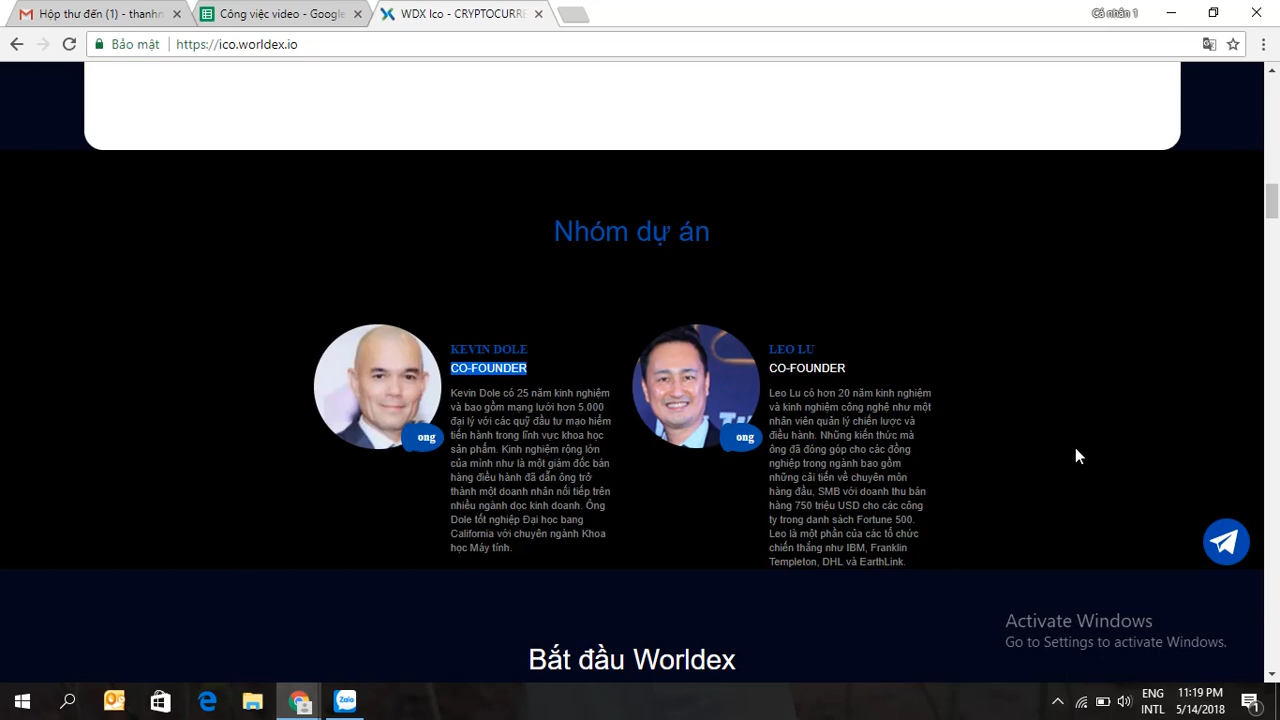 Hộp thư đến (1) - thanhn
Công việc video - Google
WDX Ico - CRYPTOCURRE
Cá nhân 1
Bảo mật
https://ico.worldex.io
Nhóm dự án
KEVIN DOLE
CO-FOUNDER
Kevin Dole có 25 năm kinh nghiệm
và bao gồm mạng lưới hơn 5.000
đại lý với các quỹ đầu tư mạo hiểm
tiến hành trong lĩnh vực khoa học
sản phẩm. Kinh nghiệm rộng lớn
của mình như là một giám đốc bán
hàng điều hành đã dẫn ông trở
thành một doanh nhân nối tiếp trên
nhiều ngành dọc kinh doanh. Ông
Dole tốt nghiệp Đại học bang
California với chuyên ngành Khoa
học Máy tính.
ong
LEO LU
CO-FOUNDER
Leo Lu có hơn 20 năm kinh nghiệm
và kinh nghiệm công nghệ như một
nhân viên quản lý chiến lược và
điều hành. Những kiến thức mà
ông đã đóng góp cho các đồng
nghiệp trong ngành bao gồm
những cải tiến về chuyên môn
hàng đầu, SMB với doanh thu bán
hàng 750 triệu USD cho các công
ty trong danh sách Fortune 500.
Leo là một phần của các tổ chức
chiến thắng như IBM, Franklin
Templeton, DHL và EarthLink.
ong
Bắt đầu Worldex
Activate Windows
Go to Settings to activate Windows.
Zalo
ENG
INTL
11:19 PM
5/14/2018
1